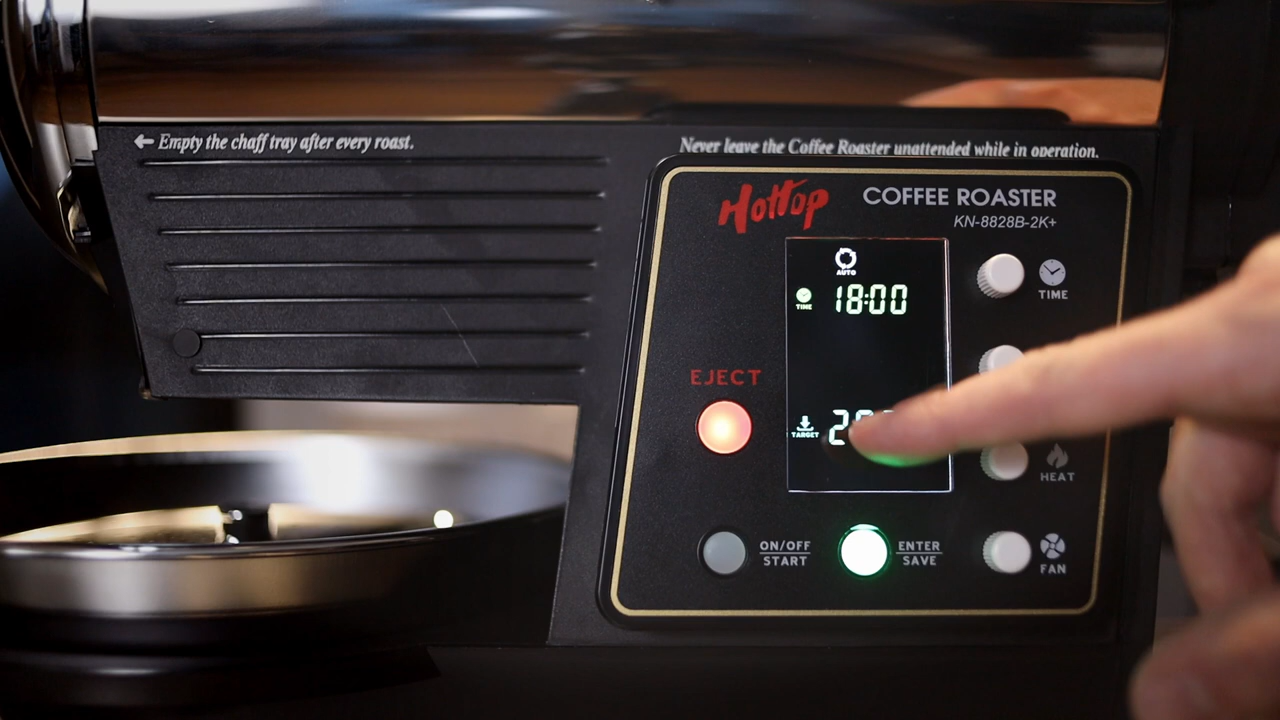 ← Empty the chaff tray after every roast.
Never leave the Coffee Roaster unattended while in operation.
HOTTOP COFFEE ROASTER
KN-8828B-2K+
AUTO
TIME 18:00
TIME
EJECT
TARGET
HEAT
ON/OFF
START
ENTER
SAVE
FAN